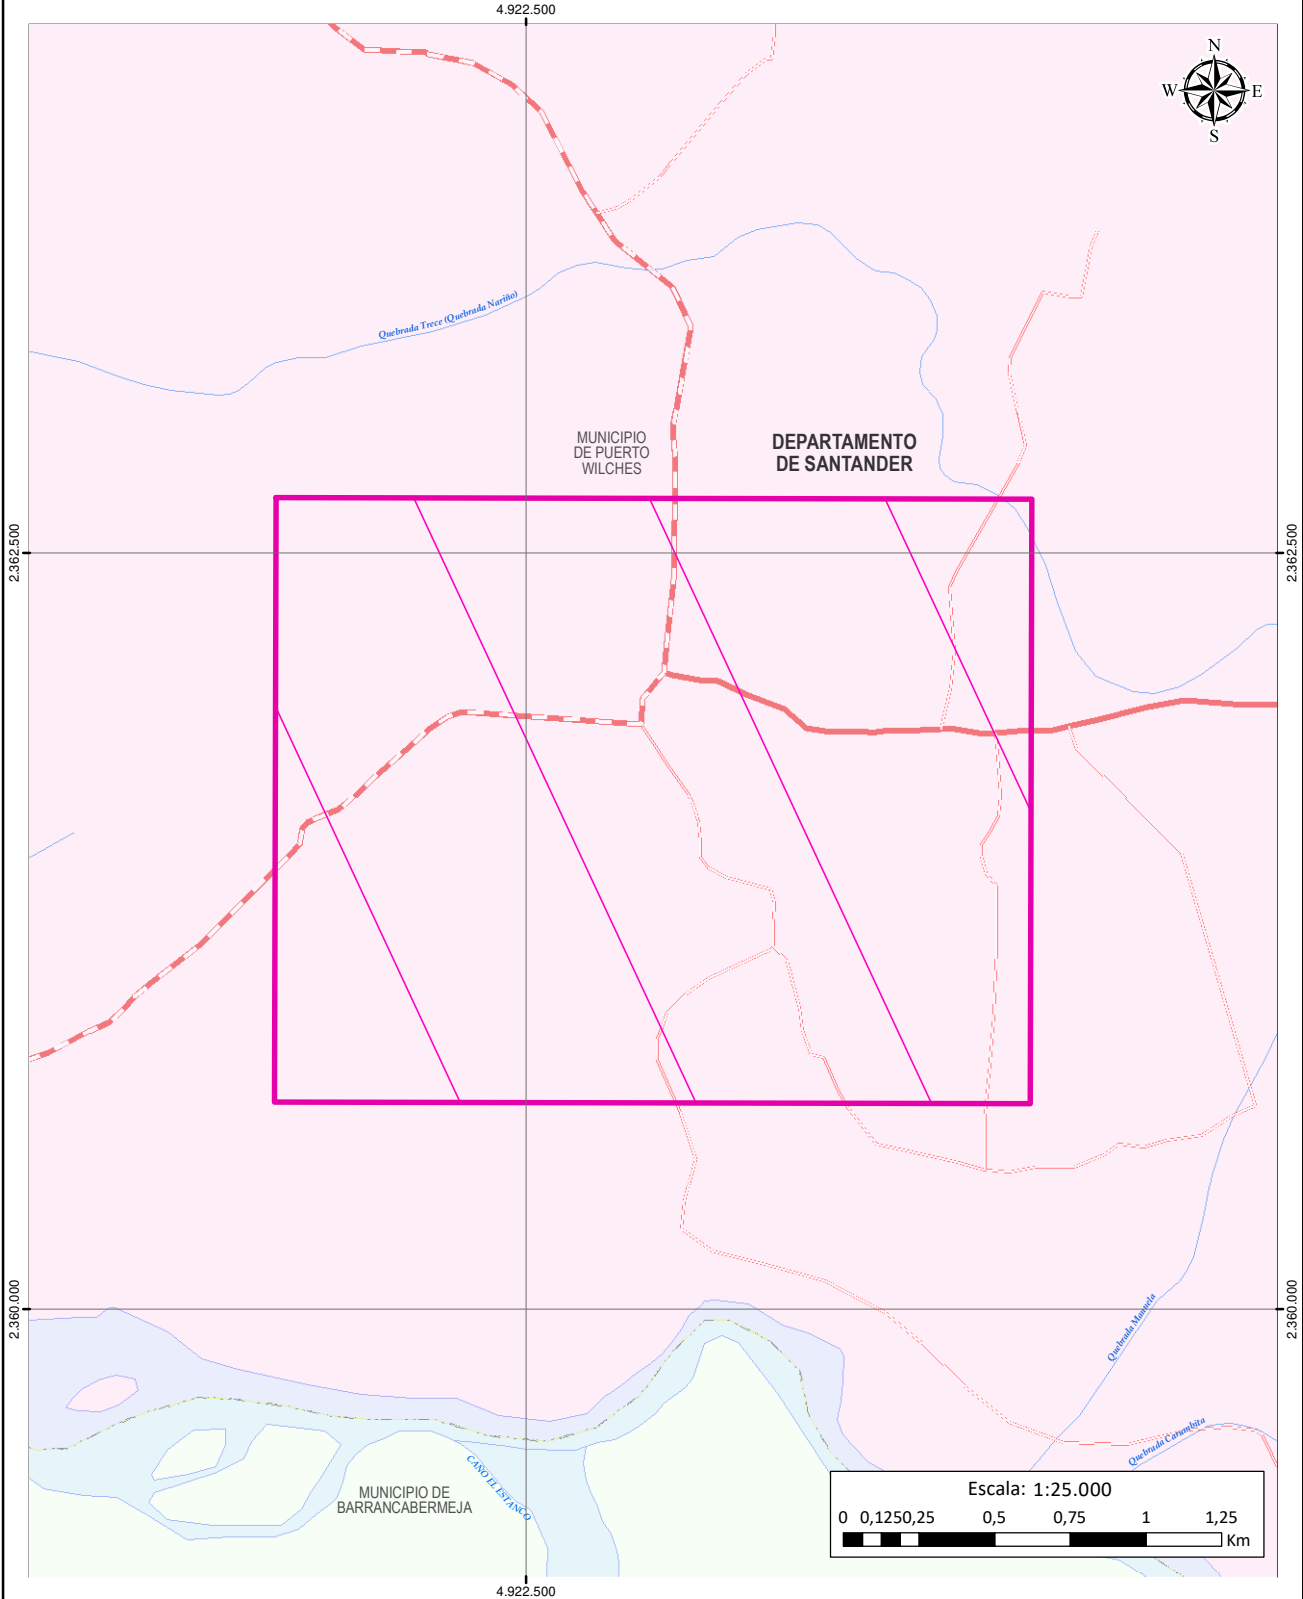 4.922.500
N
W
E
S
Quebrada Trece (Quebrada Nariño)
MUNICIPIO
DE PUERTO
WILCHES
DEPARTAMENTO
DE SANTANDER
2.362.500
2.362.500
2.360.000
2.360.000
Quebrada Manuela
Quebrada Carumbita
CAÑO EL ESTANCO
MUNICIPIO DE
BARRANCABERMEJA
Escala: 1:25.000
0 0,125 0,25 0,5 0,75 1 1,25
Km
4.922.500